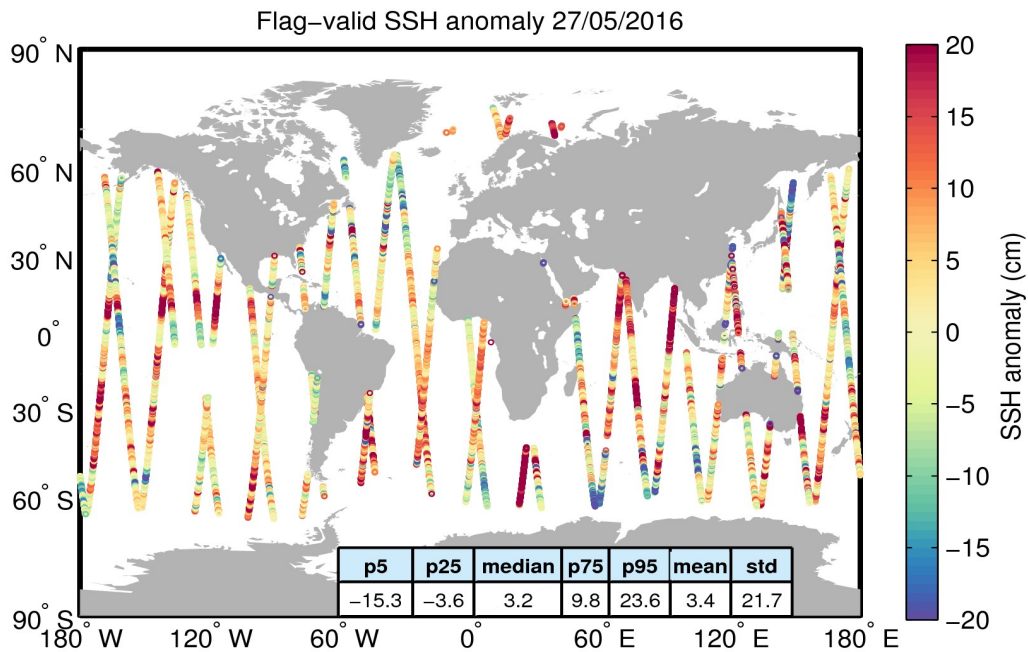 Flag−valid SSH anomaly 27/05/2016
90° N
60° N
30° N
0°
30° S
60° S
90° S
180° W 120° W 60° W 0° 60° E 120° E 180° E
p5 p25 median p75 p95 mean std
−15.3 −3.6 3.2 9.8 23.6 3.4 21.7
20
15
10
5
0
−5
−10
−15
−20
SSH anomaly (cm)